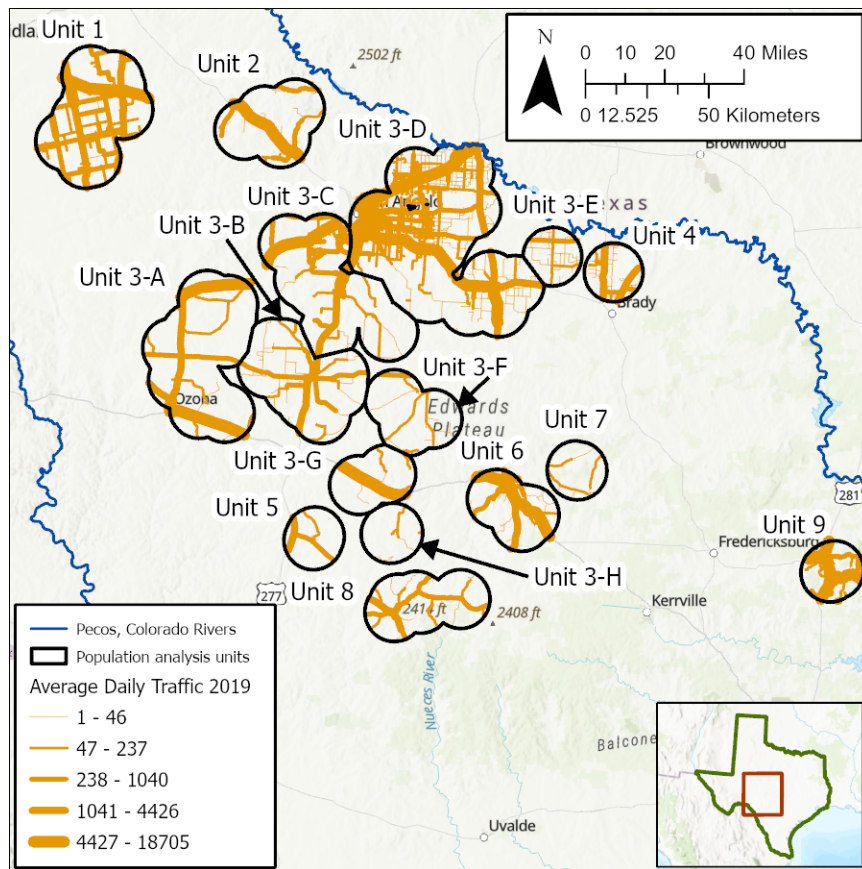 dla
Unit 1
2502 ft
Unit 2
N
0 10 20 40 Miles
0 12.525 50 Kilometers
Unit 3-D
Brownwood
Unit 3-C
Unit 3-B
Unit 3-E
exas
Unit 4
Unit 3-A
Brady
Unit 3-F
Ozona
Edwards
Plateau
Unit 7
Unit 3-G
Unit 6
281
Unit 5
Unit 9
Fredericksburg
Unit 3-H
Unit 8
277
2414 ft
2408 ft
Kerrville
Nueces River
Balcone
Uvalde
Pecos, Colorado Rivers
Population analysis units
Average Daily Traffic 2019
1 - 46
47 - 237
238 - 1040
1041 - 4426
4427 - 18705